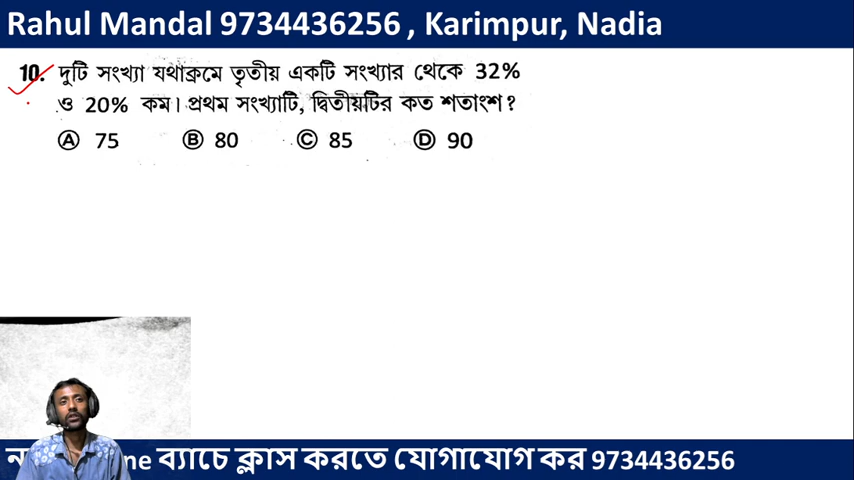 Rahul Mandal 9734436256 , Karimpur, Nadia
10. দুটি সংখ্যা যথাক্রমে তৃতীয় একটি সংখ্যার থেকে 32%
ও 20% কম। প্রথম সংখ্যাটি, দ্বিতীয়টির কত শতাংশ?
Ⓐ 75 Ⓑ 80 Ⓒ 85 Ⓓ 90
ne ব্যাচে ক্লাস করতে যোগাযোগ কর 9734436256